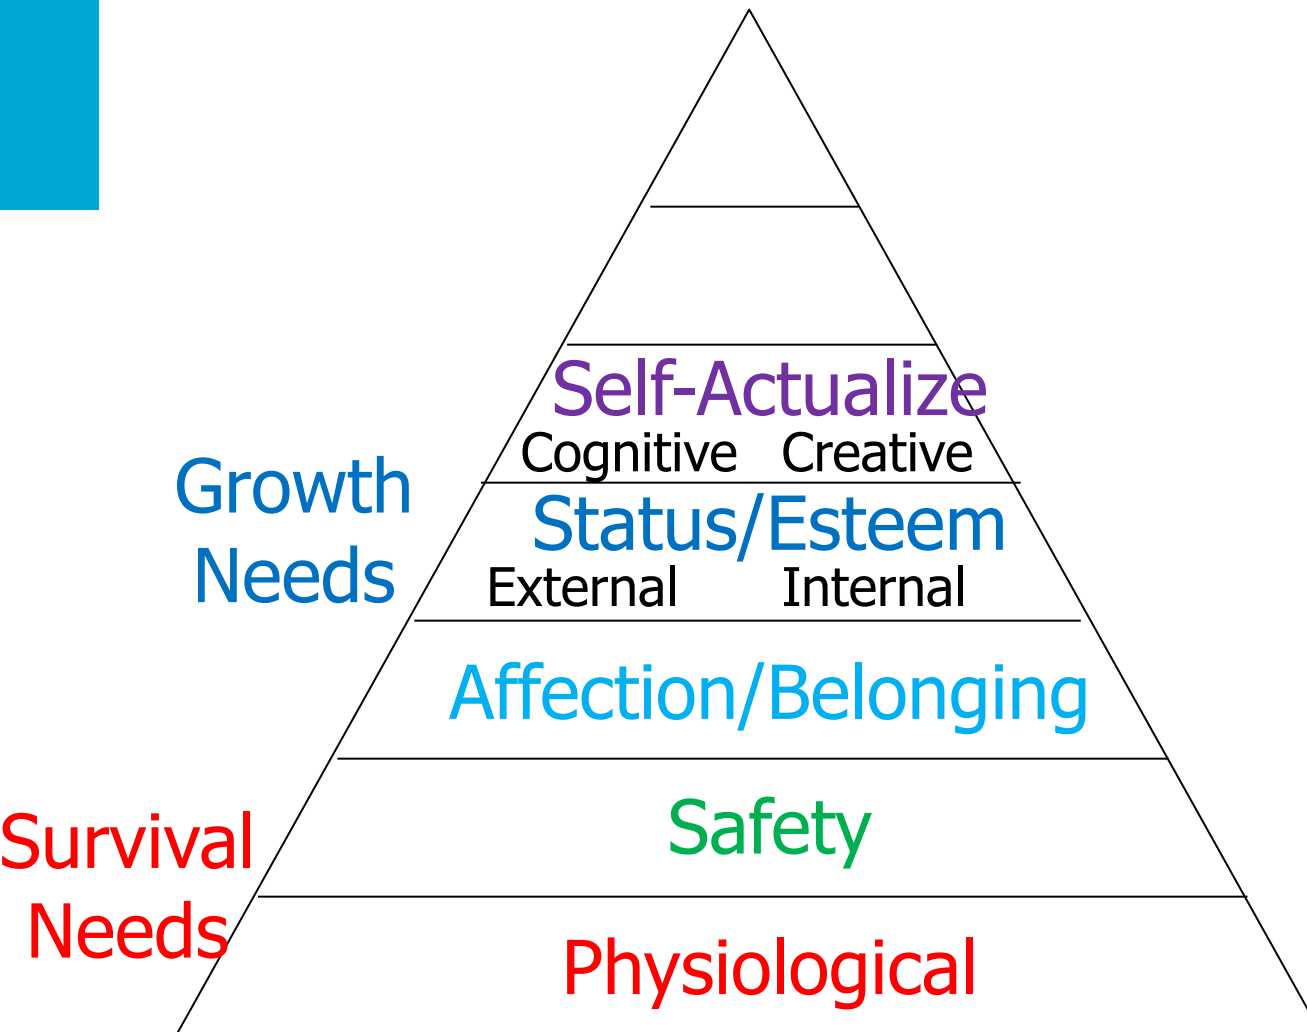 Self-Actualize
Cognitive Creative
Growth
Needs
Status/Esteem
External Internal
Affection/Belonging
Safety
Survival
Needs
Physiological